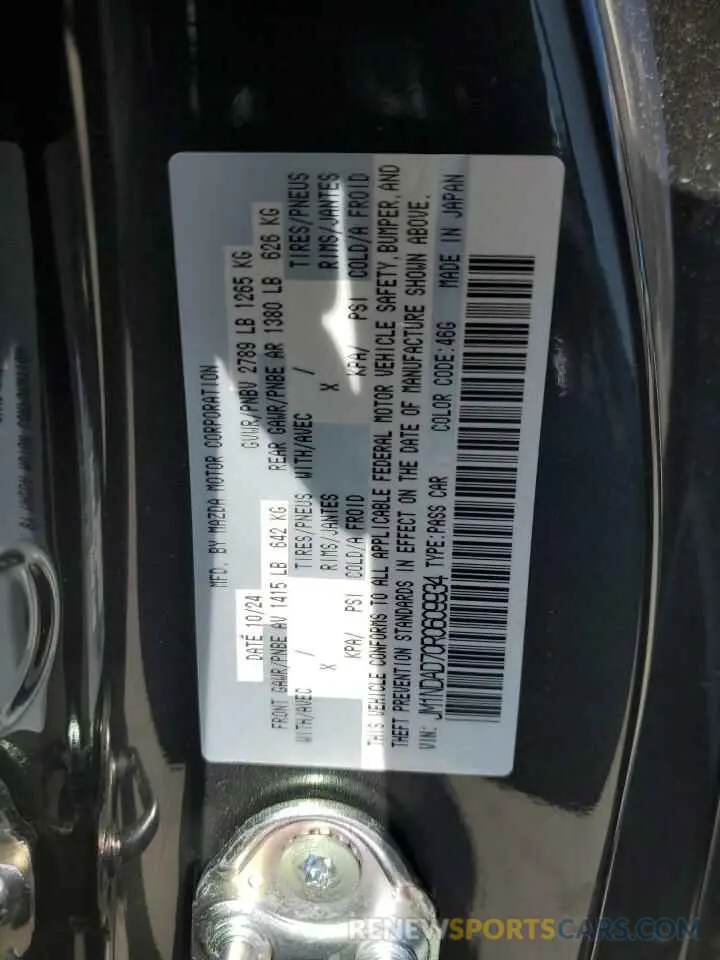 MFD. BY MAZDA MOTOR CORPORATION
DATE 10/24 GVWR/PNBV 2789 LB 1265 KG
FRONT GAWR/PNBE AV 1415 LB 642 KG REAR GAWR/PNBE AR 1380 LB 626 KG
WITH/AVEC / TIRES/PNEUS WITH/AVEC / TIRES/PNEUS
X RIMS/JANTES X RIMS/JANTES
KPA/ PSI COLD/A FROID KPA/ PSI COLD/A FROID
THIS VEHICLE CONFORMS TO ALL APPLICABLE FEDERAL MOTOR VEHICLE SAFETY, BUMPER, AND
THEFT PREVENTION STANDARDS IN EFFECT ON THE DATE OF MANUFACTURE SHOWN ABOVE.
VIN: JM1NDAD70R0609934 TYPE:PASS CAR COLOR CODE:46G MADE IN JAPAN
RENEWSPORTSCARS.COM